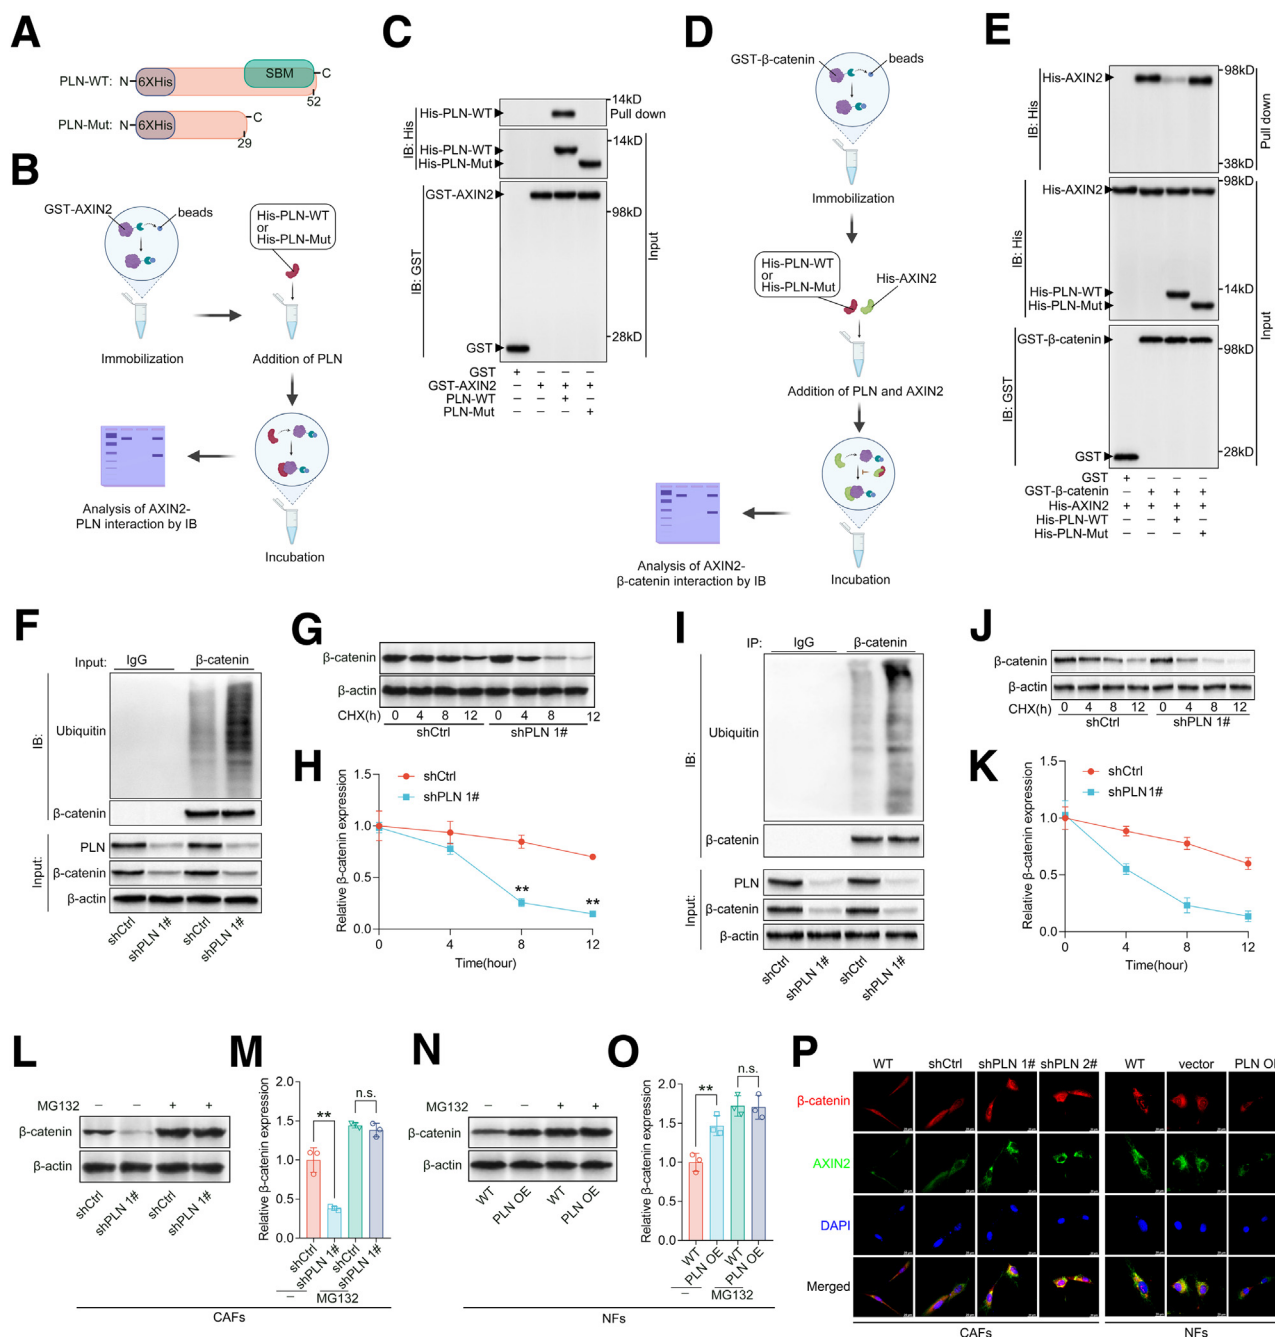 A
PLN-WT: N 6XHis SBM C
52
PLN-Mut: N 6XHis C
29
B
GST-AXIN2 beads
Immobilization
His-PLN-WT
or
His-PLN-Mut
Addition of PLN
Incubation
Analysis of AXIN2-
PLN interaction by IB
C
14kD
His-PLN-WT Pull down
IB: His
His-PLN-WT 14kD
His-PLN-Mut
GST-AXIN2
98kD
IB: GST
Input
28kD
GST
GST + – – –
GST-AXIN2 – + + +
PLN-WT – – + –
PLN-Mut – – – +
D
GST-β-catenin beads
Immobilization
His-PLN-WT
or
His-PLN-Mut
His-AXIN2
Addition of PLN and AXIN2
Incubation
Analysis of AXIN2-
β-catenin interaction by IB
E
His-AXIN2 98kD
IB: His
Pull down
38kD
98kD
His-AXIN2
IB: His
His-PLN-WT 14kD
His-PLN-Mut
Input
GST-β-catenin
98kD
IB: GST
28kD
GST
GST + – – –
GST-β-catenin – + + +
His-AXIN2 + + + +
His-PLN-WT – – + –
His-PLN-Mut – – – +
F
Input: IgG β-catenin
IB:
Ubiquitin
β-catenin
Input:
PLN
β-catenin
β-actin
shCtrl shPLN 1# shCtrl shPLN 1#
G
β-catenin
β-actin
CHX(h) 0 4 8 12 0 4 8 12
shCtrl shPLN 1#
H
shCtrl
shPLN 1#
Relative β-catenin expression
1.5
1.0
0.5
0.0
** **
0 4 8 12
Time(hour)
I
IP: IgG β-catenin
IB:
Ubiquitin
β-catenin
Input:
PLN
β-catenin
β-actin
shCtrl shPLN 1# shCtrl shPLN 1#
J
β-catenin
β-actin
CHX(h) 0 4 8 12 0 4 8 12
shCtrl shPLN 1#
K
shCtrl
shPLN 1#
Relative β-catenin expression
1.5
1.0
0.5
0.0
0 4 8 12
Time(hour)
L
MG132 – – + +
β-catenin
β-actin
shCtrl shPLN 1# shCtrl shPLN 1#
M
Relative β-catenin expression
2.0
1.5
1.0
0.5
0.0
** n.s.
shCtrl shPLN 1# shCtrl shPLN 1#
– MG132
CAFs
N
MG132 – – + +
β-catenin
β-actin
WT PLN OE WT PLN OE
O
Relative β-catenin expression
2.0
1.5
1.0
0.5
0.0
** n.s.
WT PLN OE WT PLN OE
– MG132
NFs
P
WT shCtrl shPLN 1# shPLN 2# WT vector PLN OE
β-catenin
AXIN2
DAPI
Merged
CAFs NFs